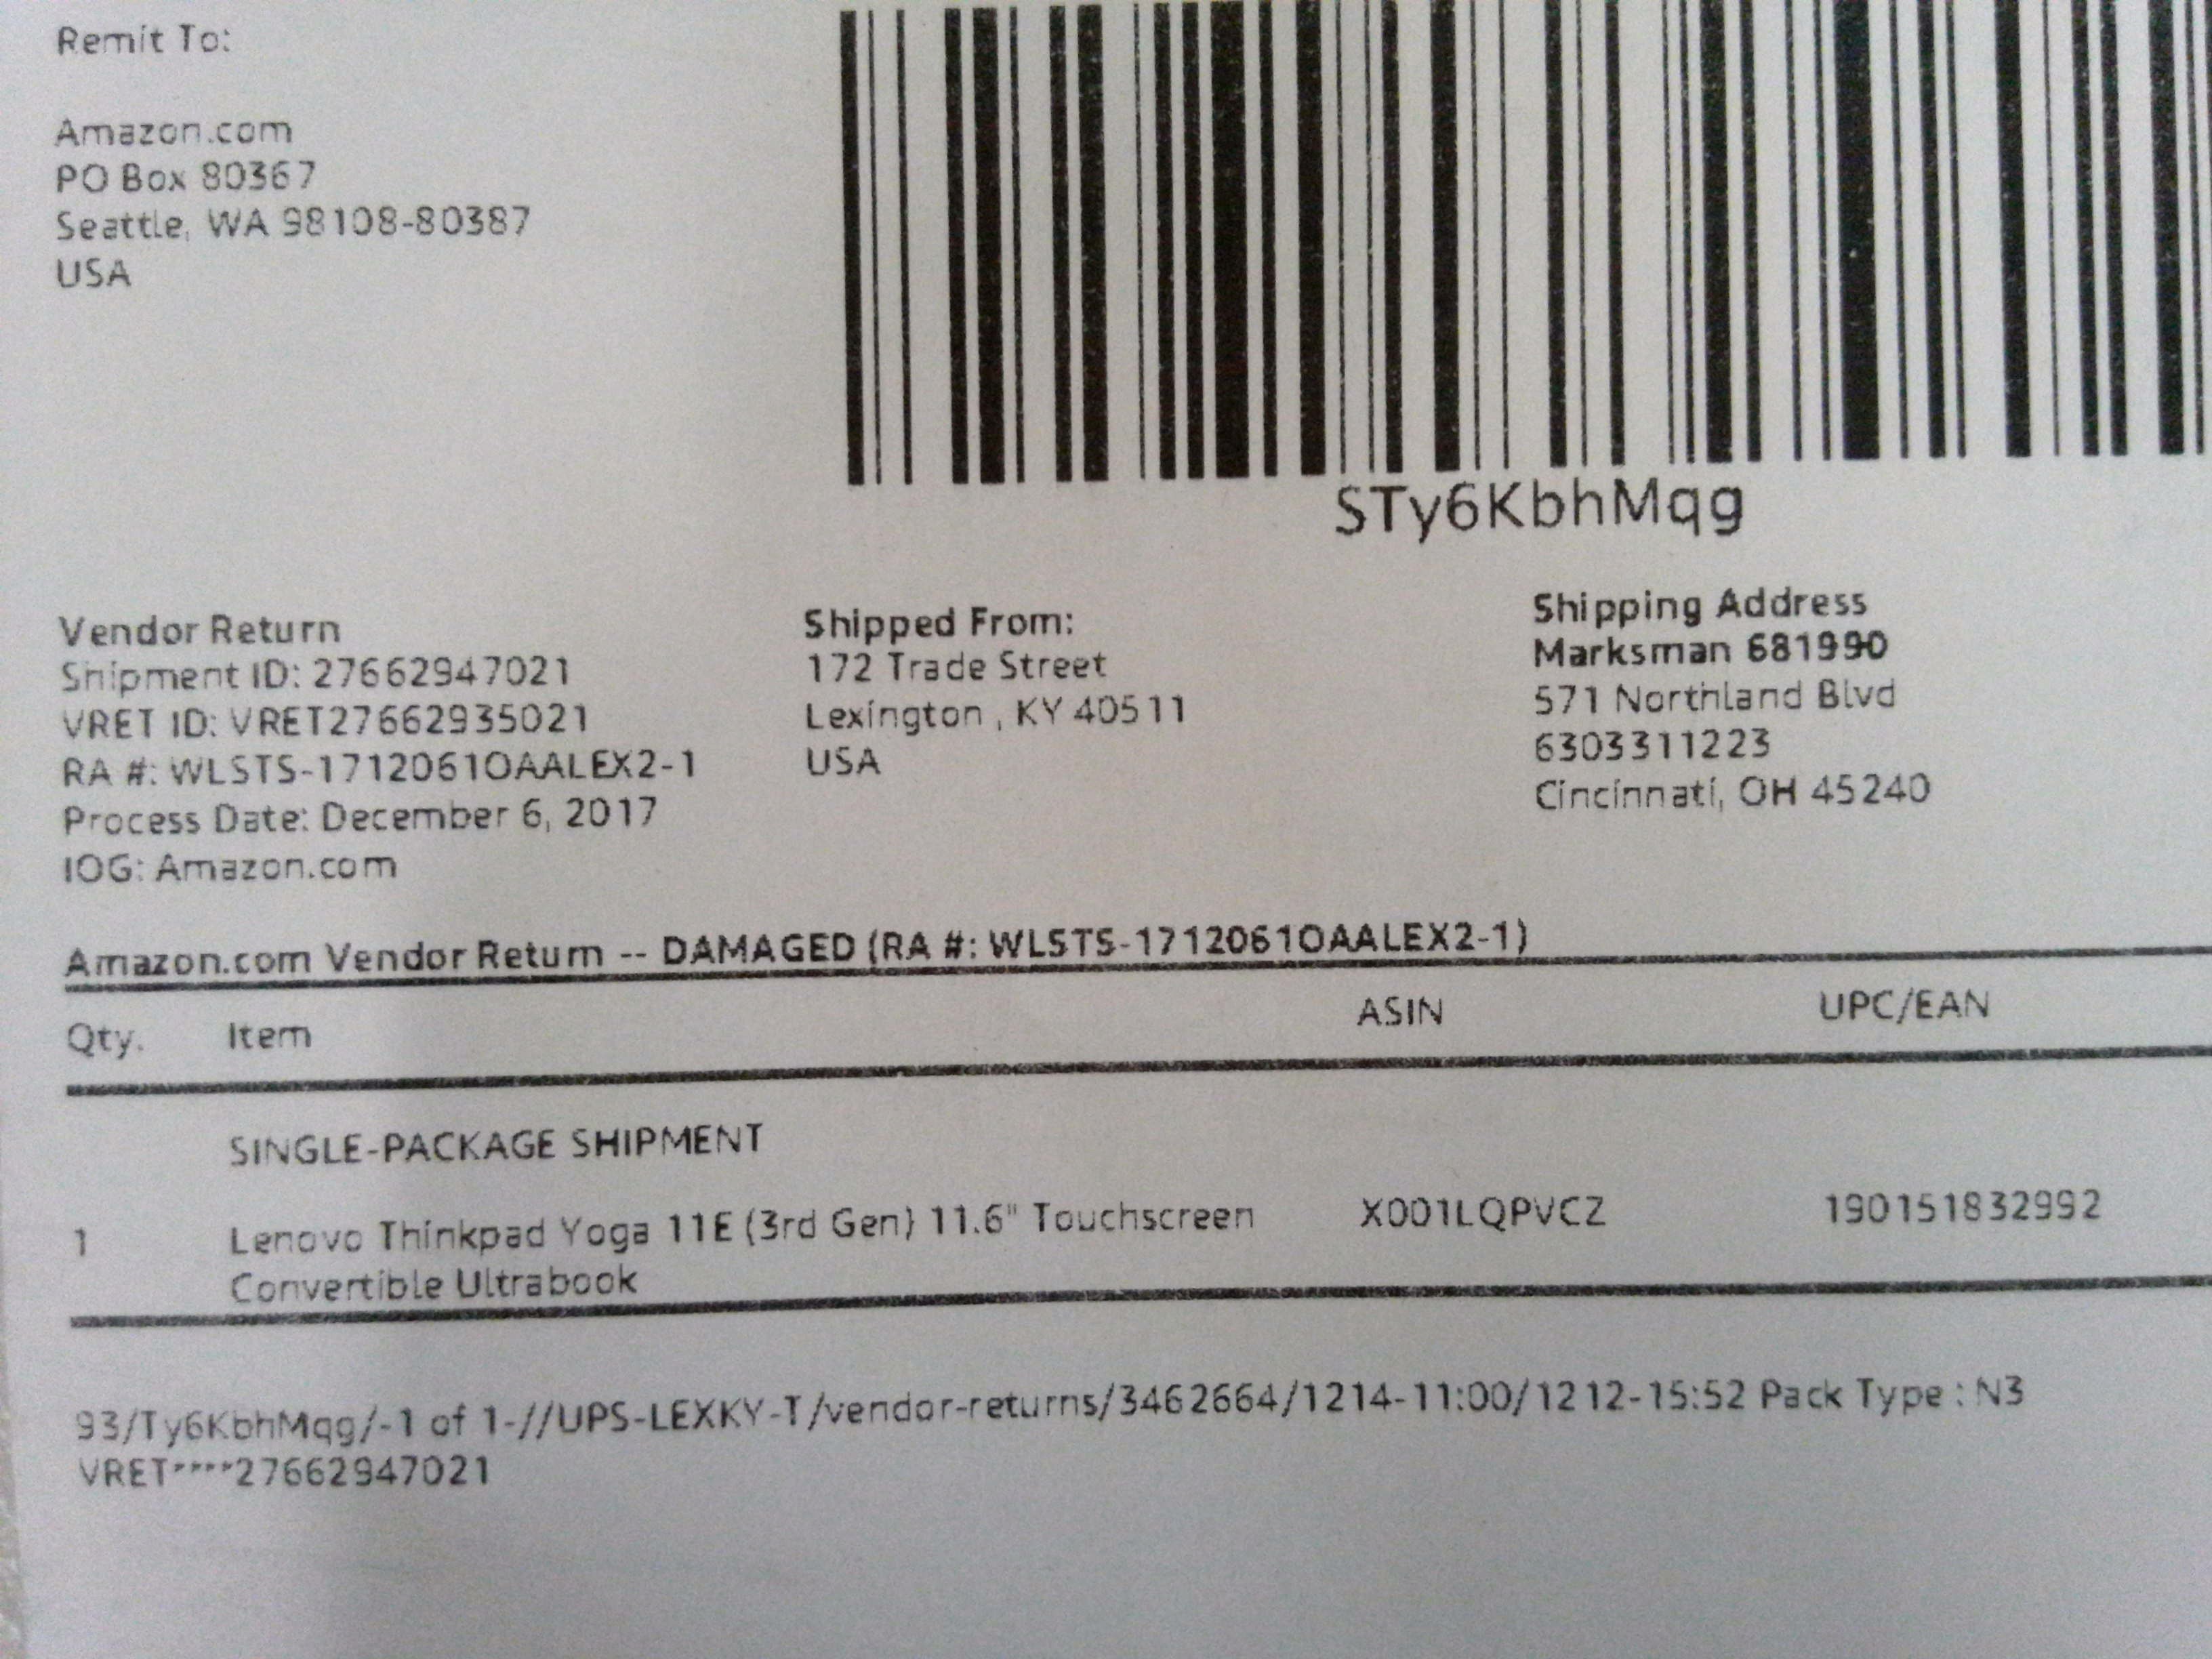 Remit To:
Amazon.com
PO Box 80367
Seattle, WA 98108-80387
USA
STy6KbhMqg
Vendor Return
Shipment ID: 27662947021
VRET ID: VRET27662935021
RA #: WLSTS-1712061OAALEX2-1
Process Date: December 6, 2017
IOG: Amazon.com
Shipped From:
172 Trade Street
Lexington , KY 40511
USA
Shipping Address
Marksman 681990
571 Northland Blvd
6303311223
Cincinnati, OH 45240
Amazon.com Vendor Return -- DAMAGED (RA #: WLSTS-1712061OAALEX2-1)
Qty. Item ASIN UPC/EAN
SINGLE-PACKAGE SHIPMENT
1 Lenovo Thinkpad Yoga 11E (3rd Gen) 11.6" Touchscreen X001LQPVCZ 190151832992
Convertible Ultrabook
93/Ty6KbhMqg/-1 of 1-//UPS-LEXKY-T/vendor-returns/3462664/1214-11:00/1212-15:52 Pack Type : N3
VRET****27662947021